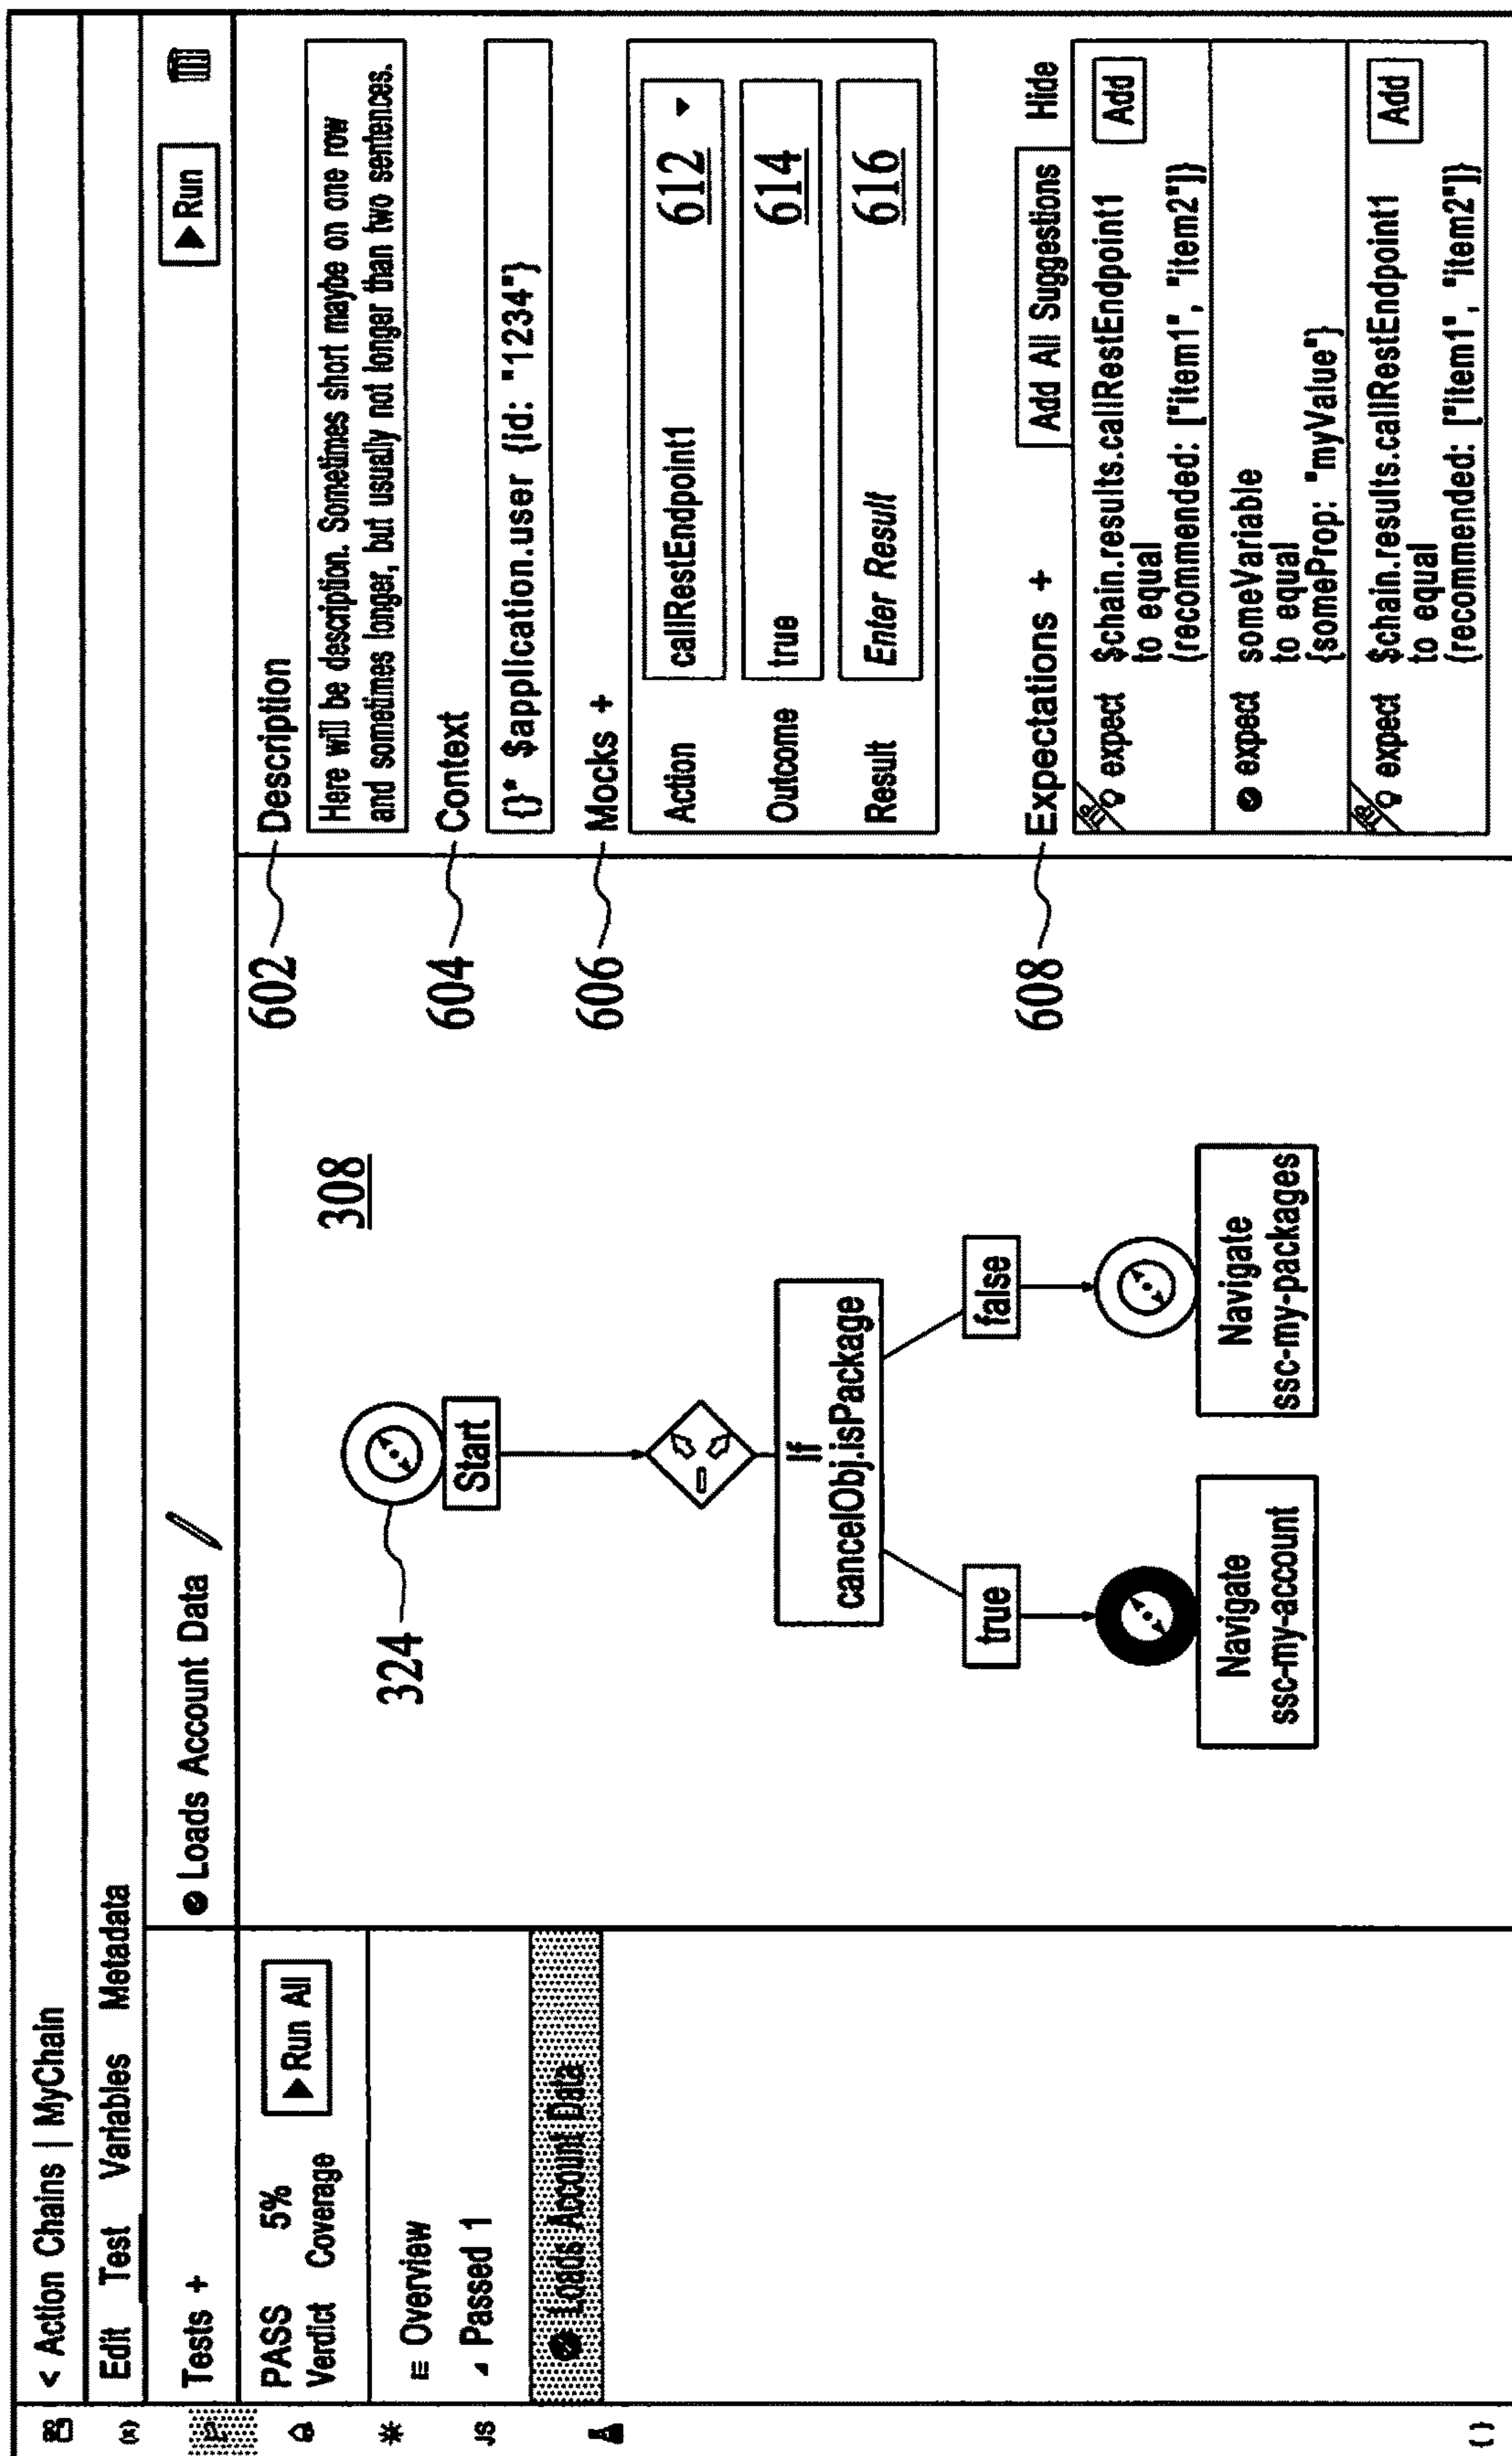 < Action Chains | MyChain
Edit Test Variables Metadata
Tests +
Loads Account Data
Run
PASS 5%
Verdict Coverage
Run All
Overview
Passed 1
Loads Account Data
308
324
Start
If
cancelObj.isPackage
true
false
Navigate
ssc-my-account
Navigate
ssc-my-packages
602
Description
Here will be description. Sometimes short maybe on one row
and sometimes longer, but usually not longer than two sentences.
604
Context
{}* $application.user {id: "1234"}
606
Mocks +
Action callRestEndpoint1 612
Outcome true 614
Result Enter Result 616
608
Expectations + Add All Suggestions Hide
expect $chain.results.callRestEndpoint1 Add
to equal
{recommended: ["item1", "item2"]}
expect someVariable
to equal
{someProp: "myValue"}
expect $chain.results.callRestEndpoint1 Add
to equal
{recommended: ["item1", "item2"]}
(x)
JS
{ }